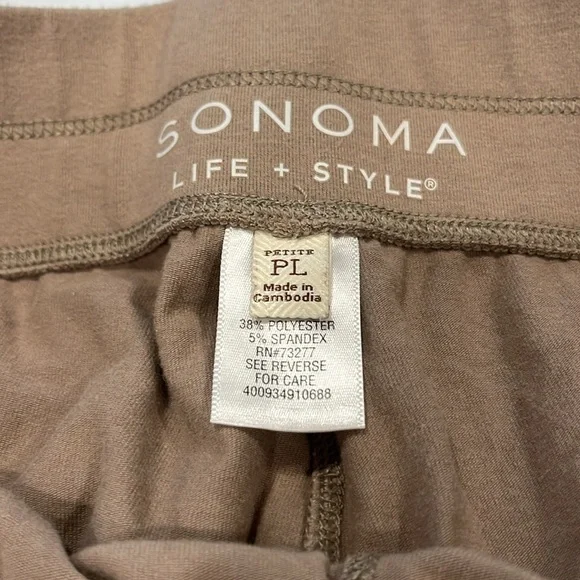 SONOMA
LIFE + STYLE®
PETITE
PL
Made in
Cambodia
38% POLYESTER
5% SPANDEX
RN#73277
SEE REVERSE
FOR CARE
400934910688